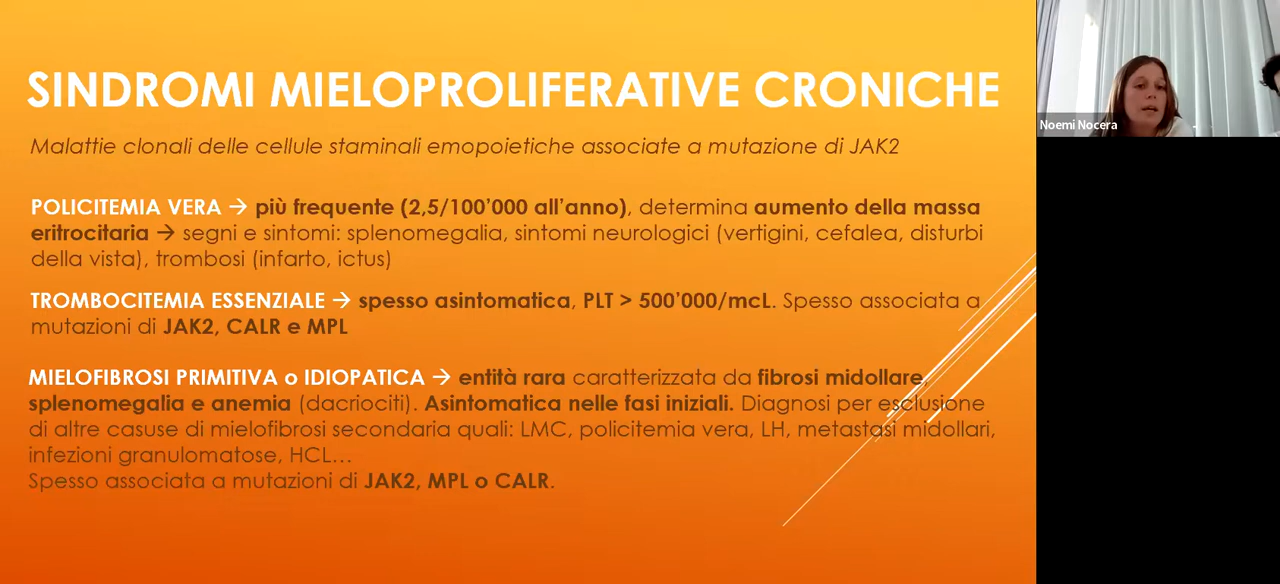 SINDROMI MIELOPROLIFERATIVE CRONICHE
Malattie clonali delle cellule staminali emopoietiche associate a mutazione di JAK2
POLICITEMIA VERA → più frequente (2,5/100’000 all’anno), determina aumento della massa
eritrocitaria → segni e sintomi: splenomegalia, sintomi neurologici (vertigini, cefalea, disturbi
della vista), trombosi (infarto, ictus)
TROMBOCITEMIA ESSENZIALE → spesso asintomatica, PLT > 500’000/mcL. Spesso associata a
mutazioni di JAK2, CALR e MPL
MIELOFIBROSI PRIMITIVA o IDIOPATICA → entità rara caratterizzata da fibrosi midollare,
splenomegalia e anemia (dacriociti). Asintomatica nelle fasi iniziali. Diagnosi per esclusione
di altre casuse di mielofibrosi secondaria quali: LMC, policitemia vera, LH, metastasi midollari,
infezioni granulomatose, HCL…
Spesso associata a mutazioni di JAK2, MPL o CALR.
Noemi Nocera